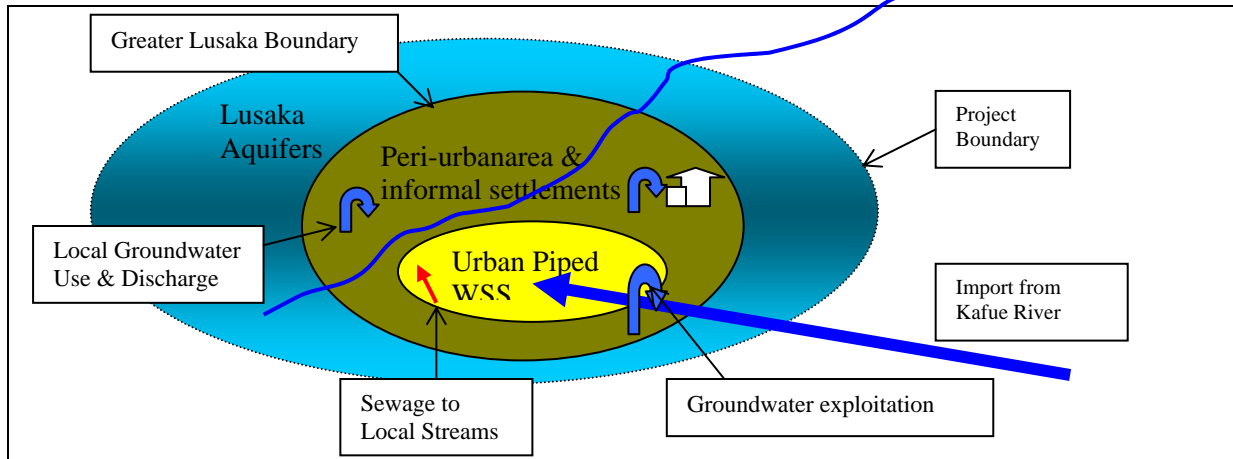 Greater Lusaka Boundary
Lusaka
Aquifers
Project
Boundary
Peri-urbanarea &
informal settlements
Local Groundwater
Use & Discharge
Urban Piped
WSS
Import from
Kafue River
Sewage to
Local Streams
Groundwater exploitation